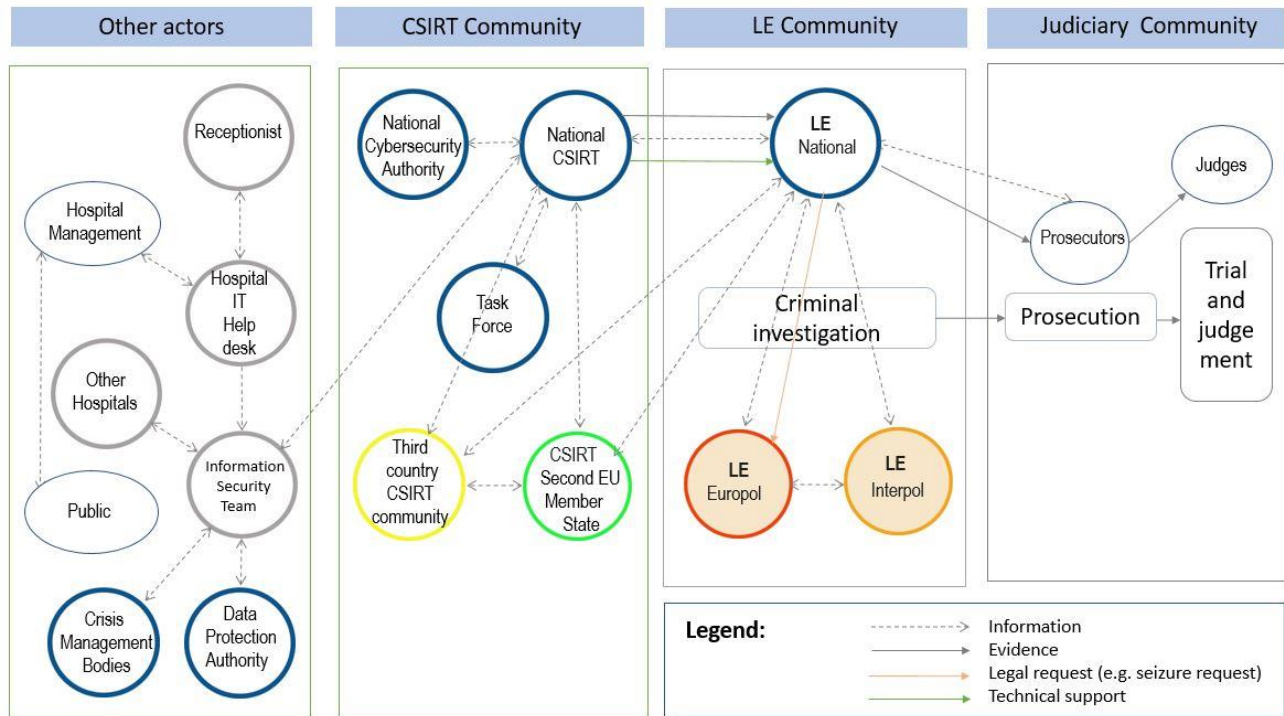 Other actors
CSIRT Community
LE Community
Judiciary Community
Receptionist
Hospital
Management
Hospital
IT
Help
desk
Other
Hospitals
Information
Security
Team
Public
Crisis
Management
Bodies
Data
Protection
Authority
National
Cybersecurity
Authority
National
CSIRT
Task
Force
Third
country
CSIRT
community
CSIRT
Second EU
Member
State
LE
National
Criminal
investigation
LE
Europol
LE
Interpol
Judges
Prosecutors
Prosecution
Trial
and
judge
ment
Legend:
Information
Evidence
Legal request (e.g. seizure request)
Technical support